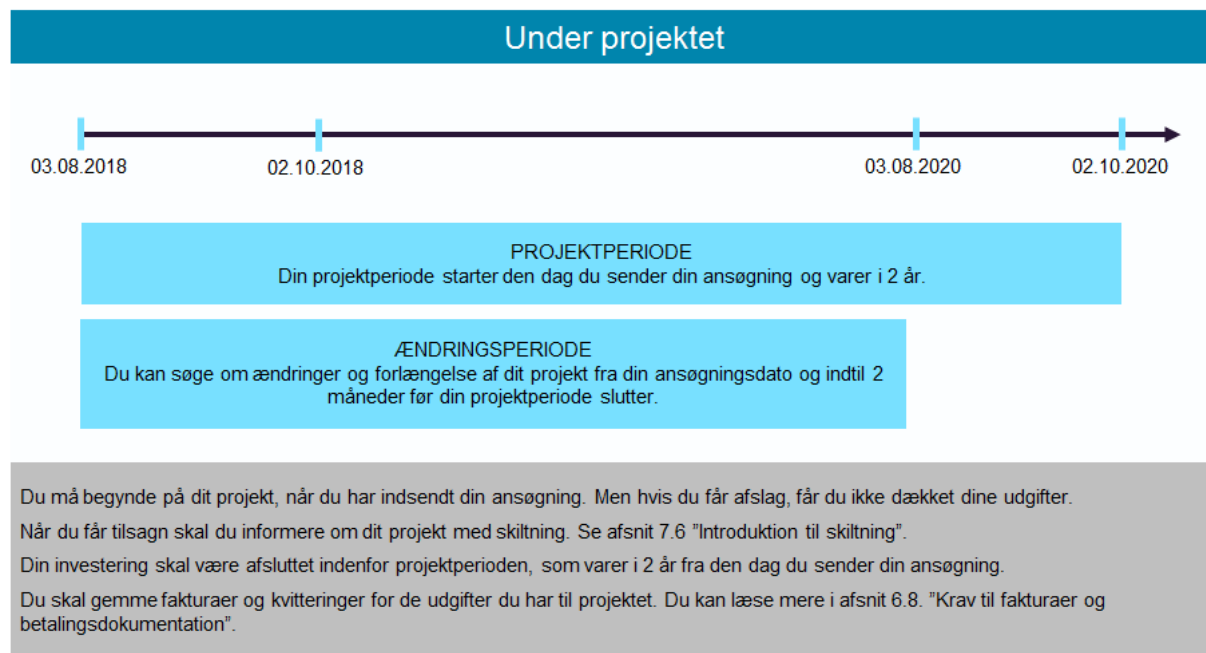 Under projektet
03.08.2018
02.10.2018
03.08.2020
02.10.2020
PROJEKTPERIODE
Din projektperiode starter den dag du sender din ansøgning og varer i 2 år.
ÆNDRINGSPERIODE
Du kan søge om ændringer og forlængelse af dit projekt fra din ansøgningsdato og indtil 2
måneder før din projektperiode slutter.
Du må begynde på dit projekt, når du har indsendt din ansøgning. Men hvis du får afslag, får du ikke dækket dine udgifter.
Når du får tilsagn skal du informere om dit projekt med skiltning. Se afsnit 7.6 ”Introduktion til skiltning”.
Din investering skal være afsluttet indenfor projektperioden, som varer i 2 år fra den dag du sender din ansøgning.
Du skal gemme fakturaer og kvitteringer for de udgifter du har til projektet. Du kan læse mere i afsnit 6.8. ”Krav til fakturaer og
betalingsdokumentation”.